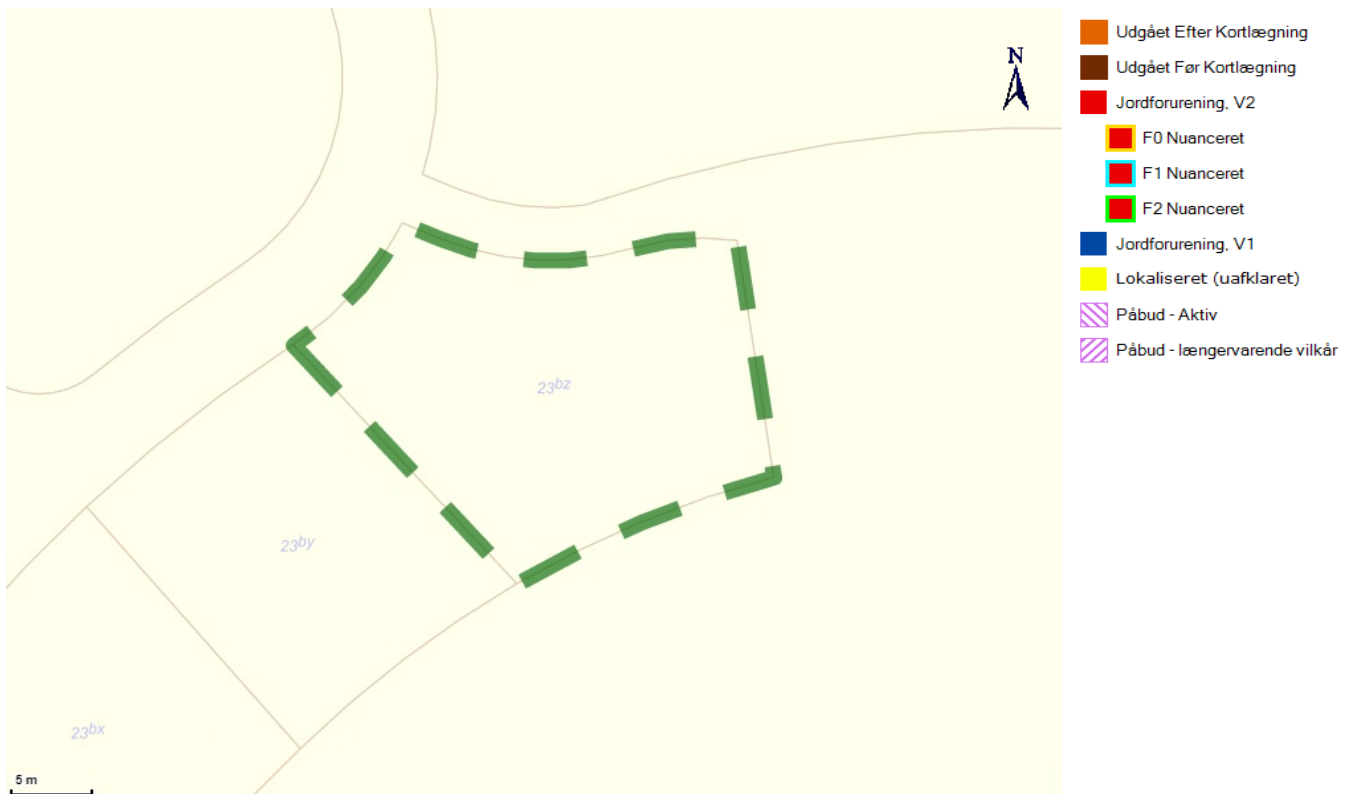 N
23bz
23by
23bx
5 m
Udgået Efter Kortlægning
Udgået Før Kortlægning
Jordforurening, V2
F0 Nuanceret
F1 Nuanceret
F2 Nuanceret
Jordforurening, V1
Lokaliseret (uafklaret)
Påbud - Aktiv
Påbud - længervarende vilkår